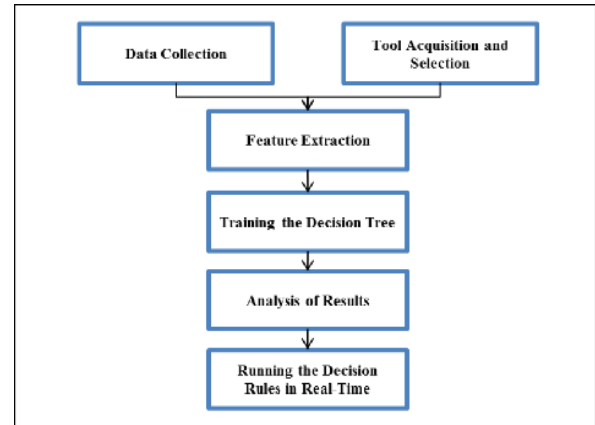 Data Collection
Tool Acquisition and
Selection
Feature Extraction
Training the Decision Tree
Analysis of Results
Running the Decision
Rules in Real-Time